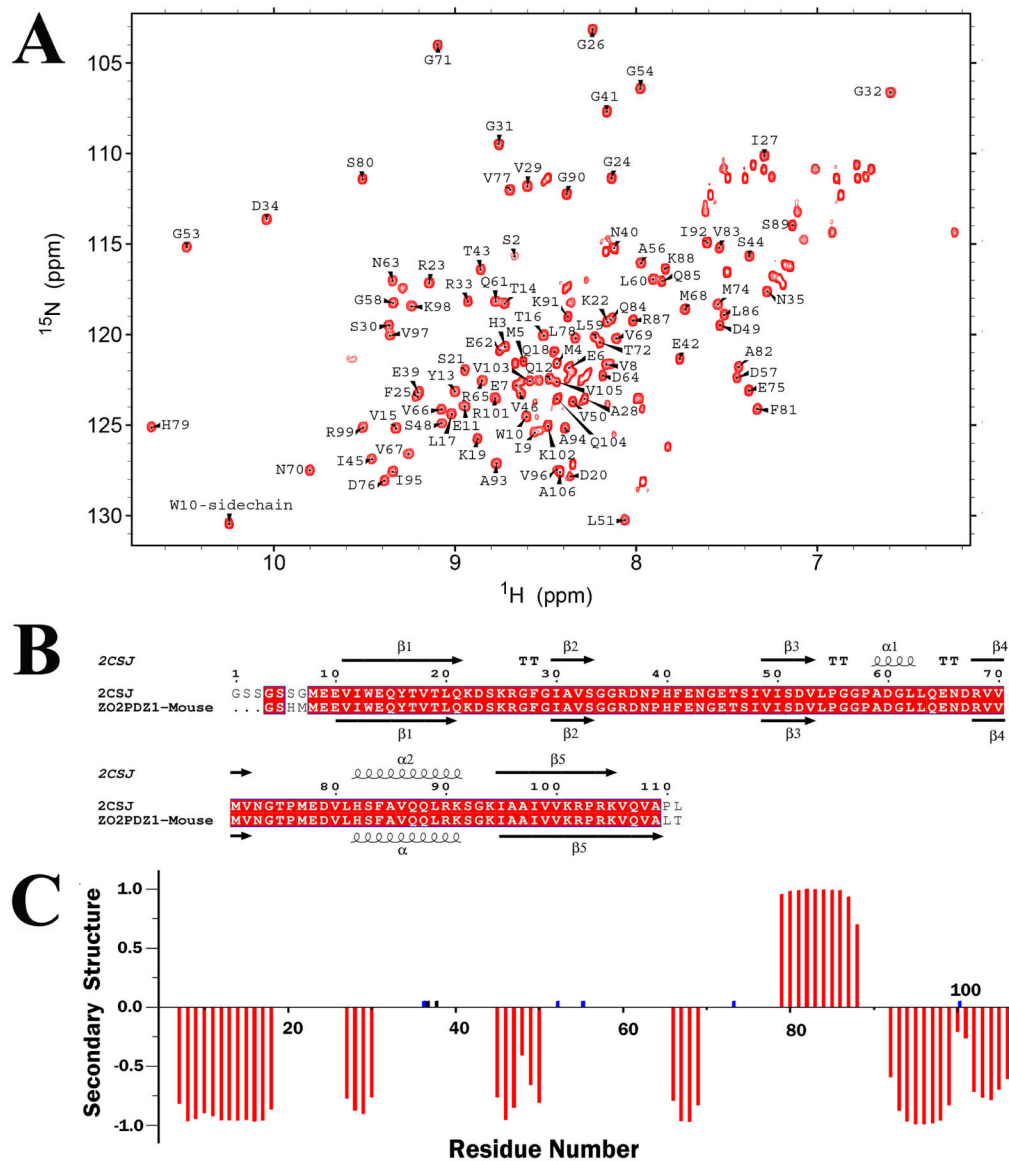 A
G71
G26
G54
G41
G32
G31
I27
S80
V77
V29
G90
G24
D34
S89
G53
T43
S2
N40
A56
I92
V83
S44
N63
R23
Q61
T14
K88
L60
Q85
G58
K98
R33
K91
K22
Q84
M68
M74
N35
S30
V97
T16
L78
L59
R87
L86
D49
H3
M5
V69
E62
Q18
M4
E6
T72
E42
A82
S21
V103
Q12
V8
D64
D57
E39
Y13
E7
V105
E75
F25
R65
V66
R101
V46
V50
A28
F81
H79
V15
S48
E11
W10
Q104
R99
L17
I9
K102
A94
I45
V67
K19
N70
I95
A93
V96
D20
D76
A106
W10-sidechain
L51
105
110
115
120
125
130
10
9
8
7
15N (ppm)
1H (ppm)
B
2CSJ
β1
β2
TT
β3
TT
α1
TT
β4
1 10 20 30 40 50 60 70
2CSJ GSSGSSGMEEVIWEQYTVTLQKDSKRGFGIAVSGGRDNPHFENGETSIVISDVLPGGPADGLLQENDRVV
ZO2PDZ1-Mouse ...GSHMMEEVIWEQYTVTLQKDSKRGFGIAVSGGRDNPHFENGETSIVISDVLPGGPADGLLQENDRVV
β1
β2
β3
β4
2CSJ
α2
β5
80 90 100 110
2CSJ MVNGTPMEDVLHSFAVQQLRKSGKIAAIVVKRPRKVQVAPL
ZO2PDZ1-Mouse MVNGTPMEDVLHSFAVQQLRKSGKIAAIVVKRPRKVQVALT
α
β5
C
Secondary Structure
1.0
0.5
0.0
-0.5
-1.0
20
40
60
80
100
Residue Number